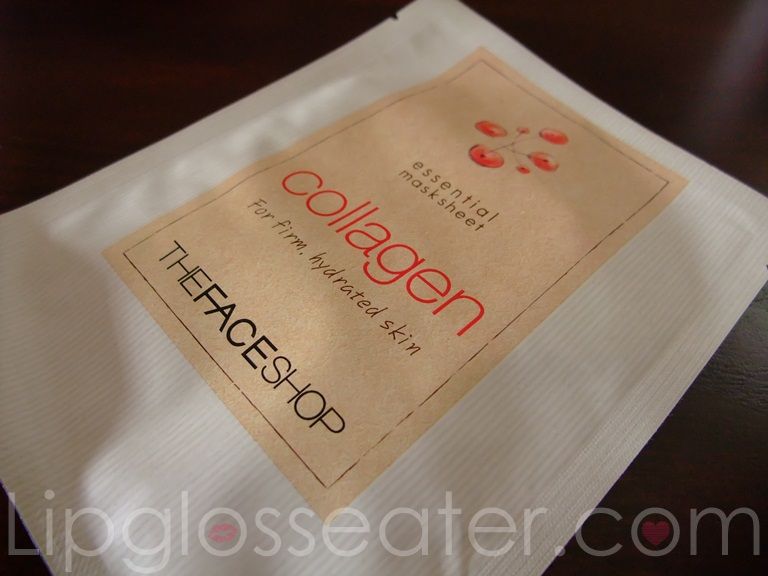 essential
masksheet
collagen
For firm, hydrated skin
THEFACESHOP
Lipglosseater.com